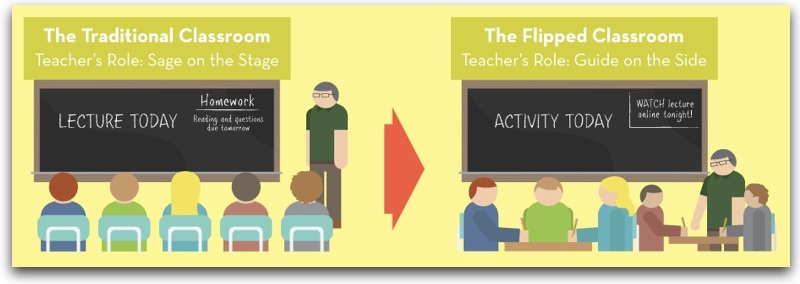 The Traditional Classroom
Teacher's Role: Sage on the Stage
LECTURE TODAY
Homework
Reading and questions
due tomorrow
The Flipped Classroom
Teacher's Role: Guide on the Side
ACTIVITY TODAY
WATCH lecture
online tonight!